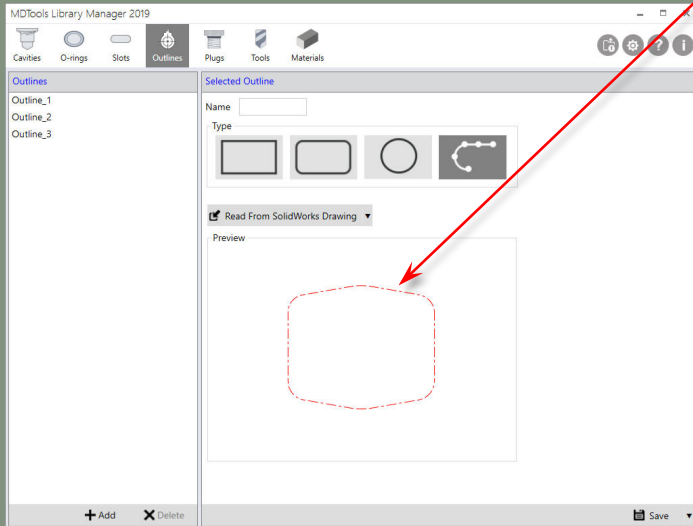 MDTools Library Manager 2019
Cavities O-rings Slots Outlines Plugs Tools Materials
Outlines
Outline_1
Outline_2
Outline_3
Selected Outline
Name
Type
Read From SolidWorks Drawing
Preview
Add Delete
Save